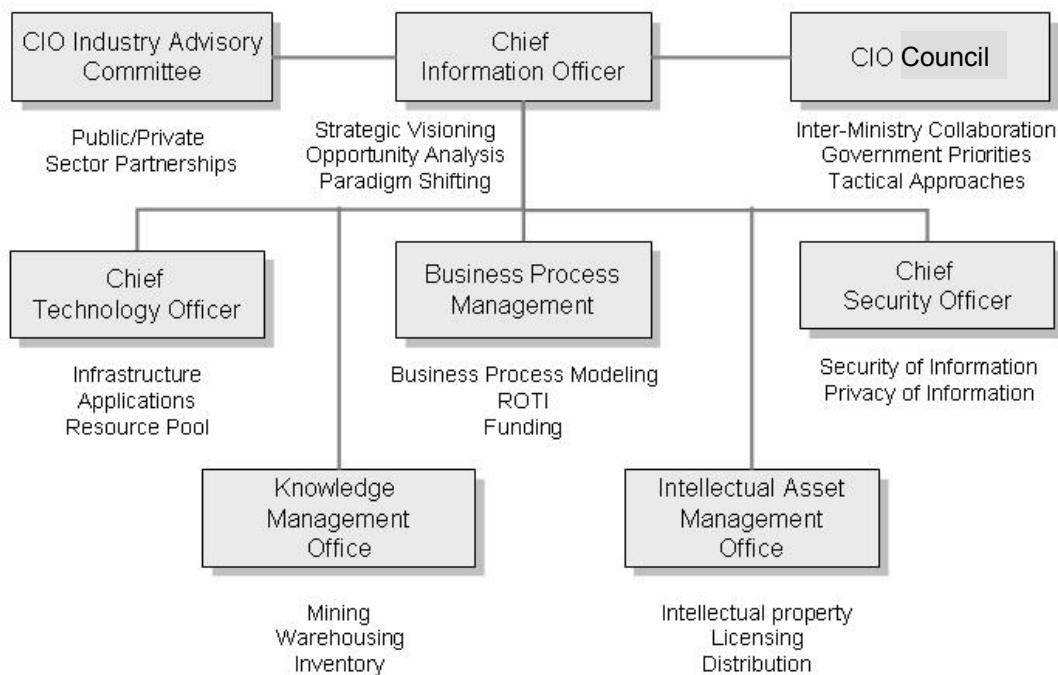 CIO Industry Advisory
Committee
Chief
Information Officer
CIO Council
Public/Private
Sector Partnerships
Strategic Visioning
Opportunity Analysis
Paradigm Shifting
Inter-Ministry Collaboration
Government Priorities
Tactical Approaches
Chief
Technology Officer
Business Process
Management
Chief
Security Officer
Infrastructure
Applications
Resource Pool
Business Process Modeling
ROTI
Funding
Security of Information
Privacy of Information
Knowledge
Management
Office
Intellectual Asset
Management
Office
Mining
Warehousing
Inventory
Intellectual property
Licensing
Distribution